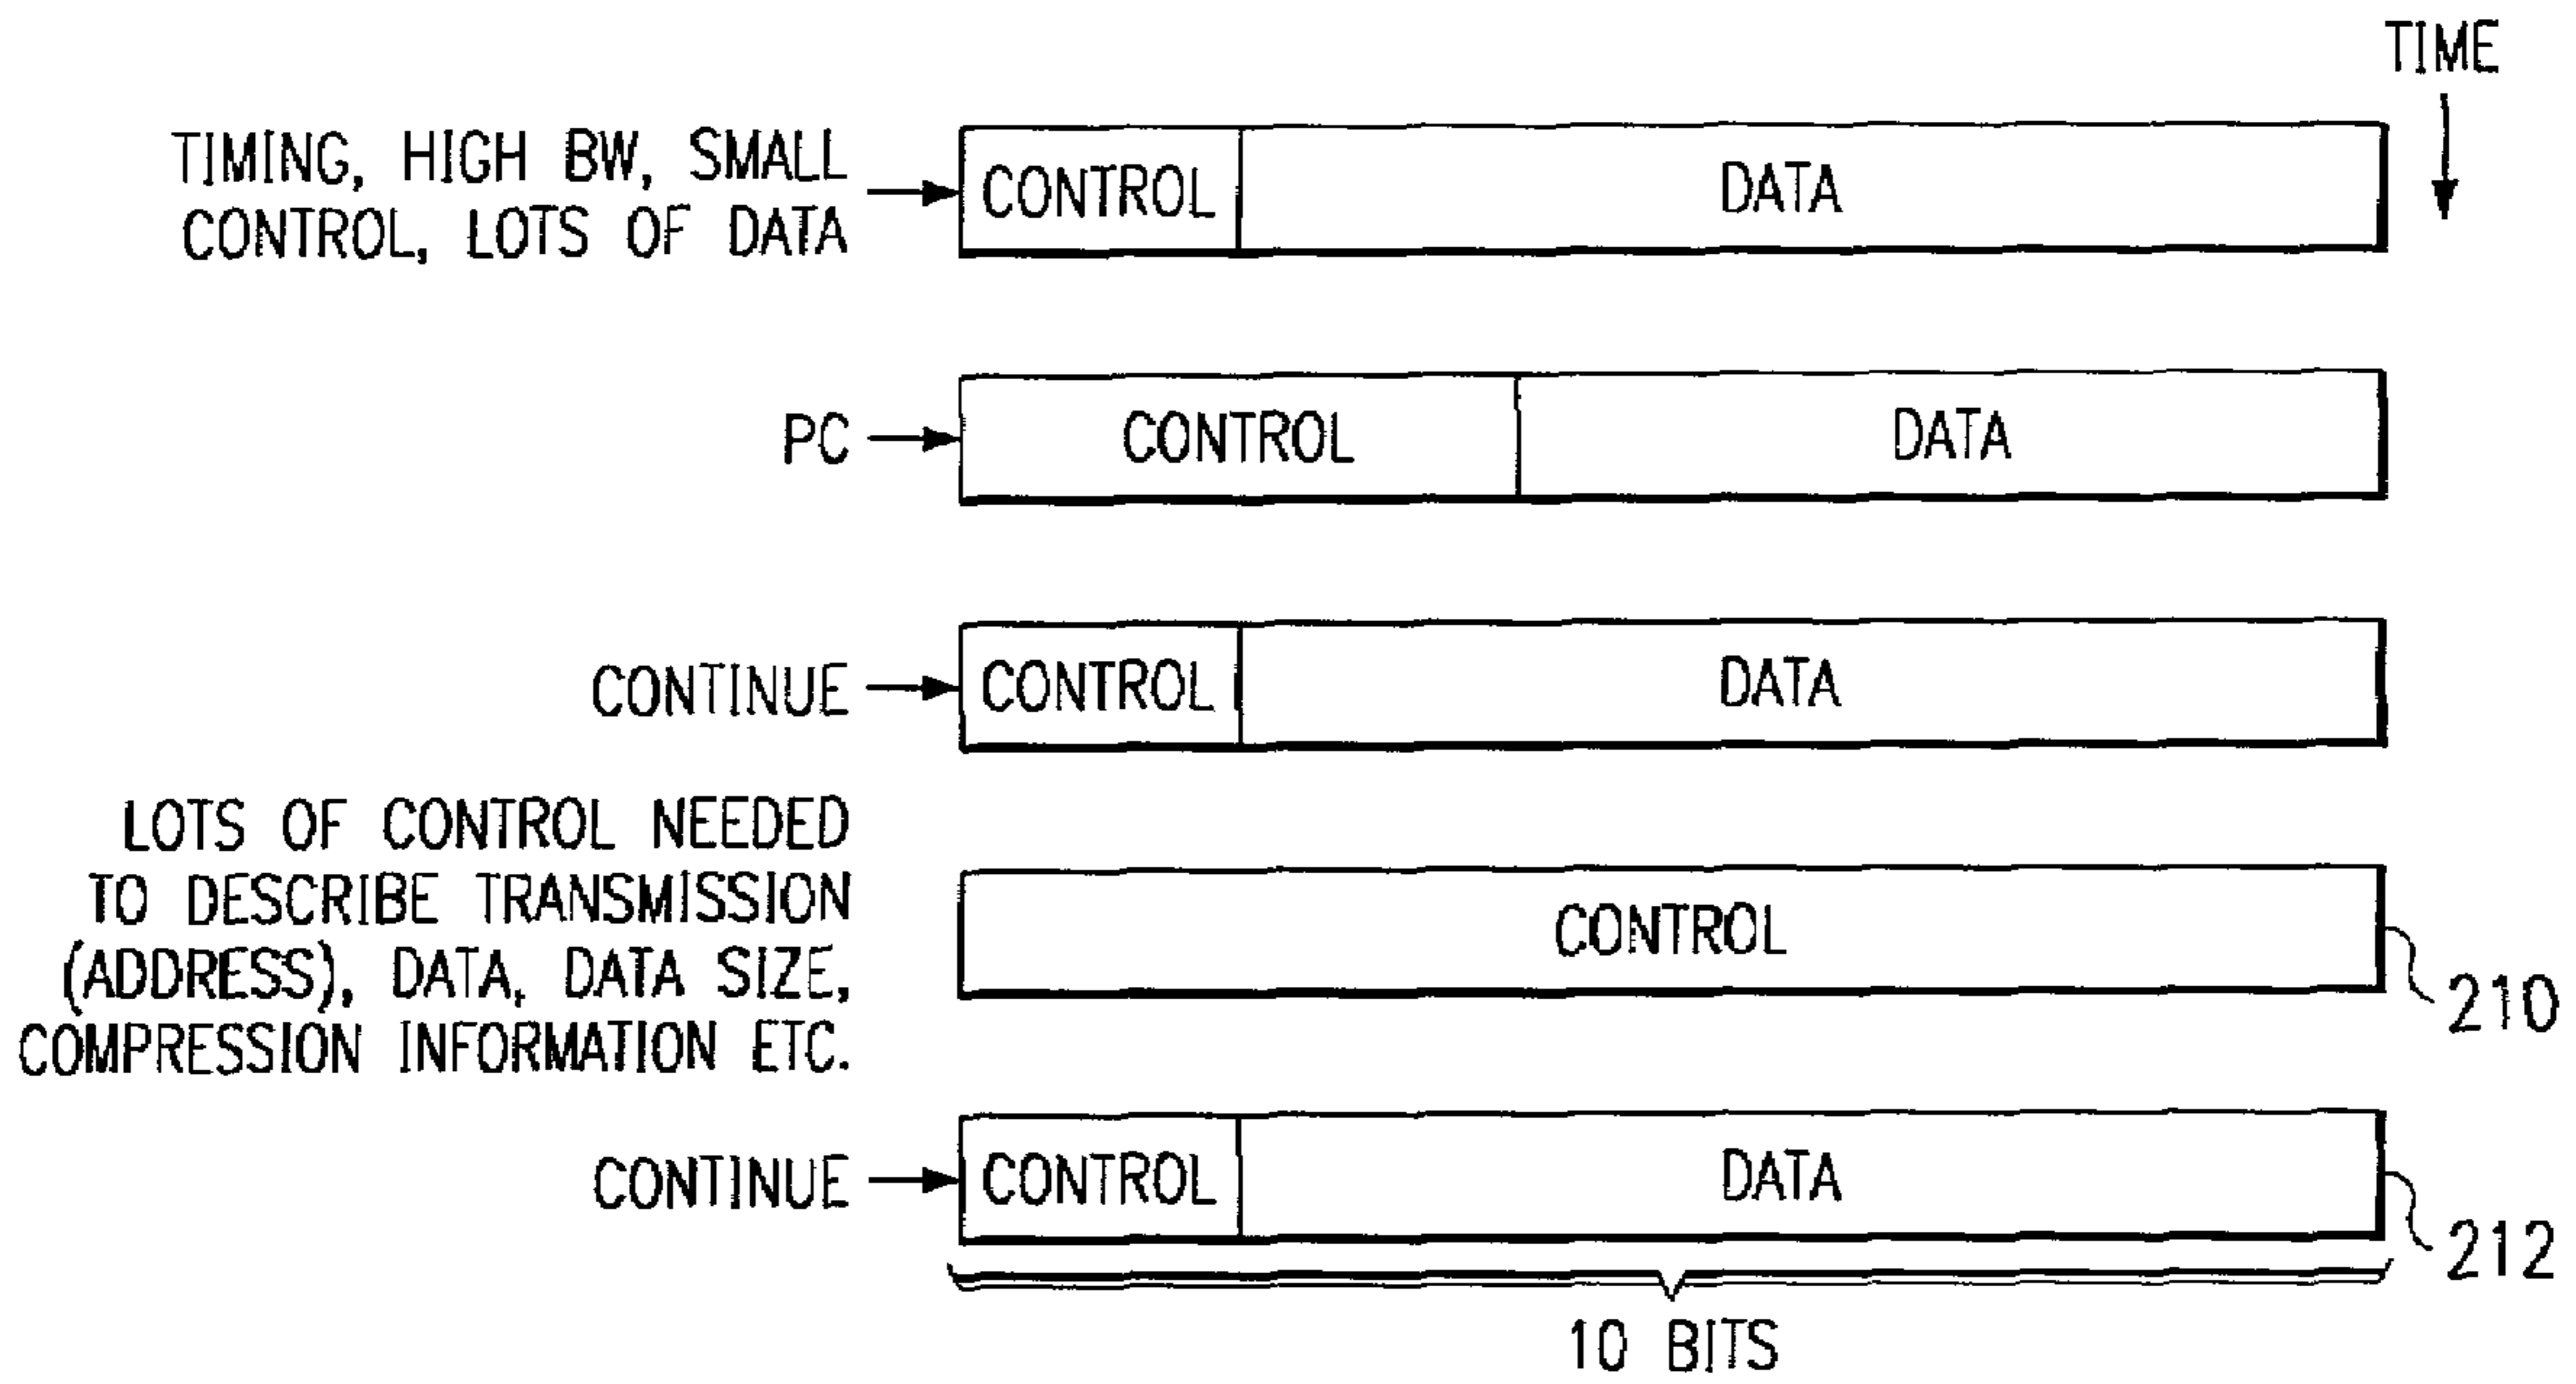 TIME
TIMING, HIGH BW, SMALL
CONTROL, LOTS OF DATA
CONTROL
DATA
PC
CONTROL
DATA
CONTINUE
CONTROL
DATA
LOTS OF CONTROL NEEDED
TO DESCRIBE TRANSMISSION
(ADDRESS), DATA, DATA SIZE,
COMPRESSION INFORMATION ETC.
CONTROL
210
CONTINUE
CONTROL
DATA
212
10 BITS